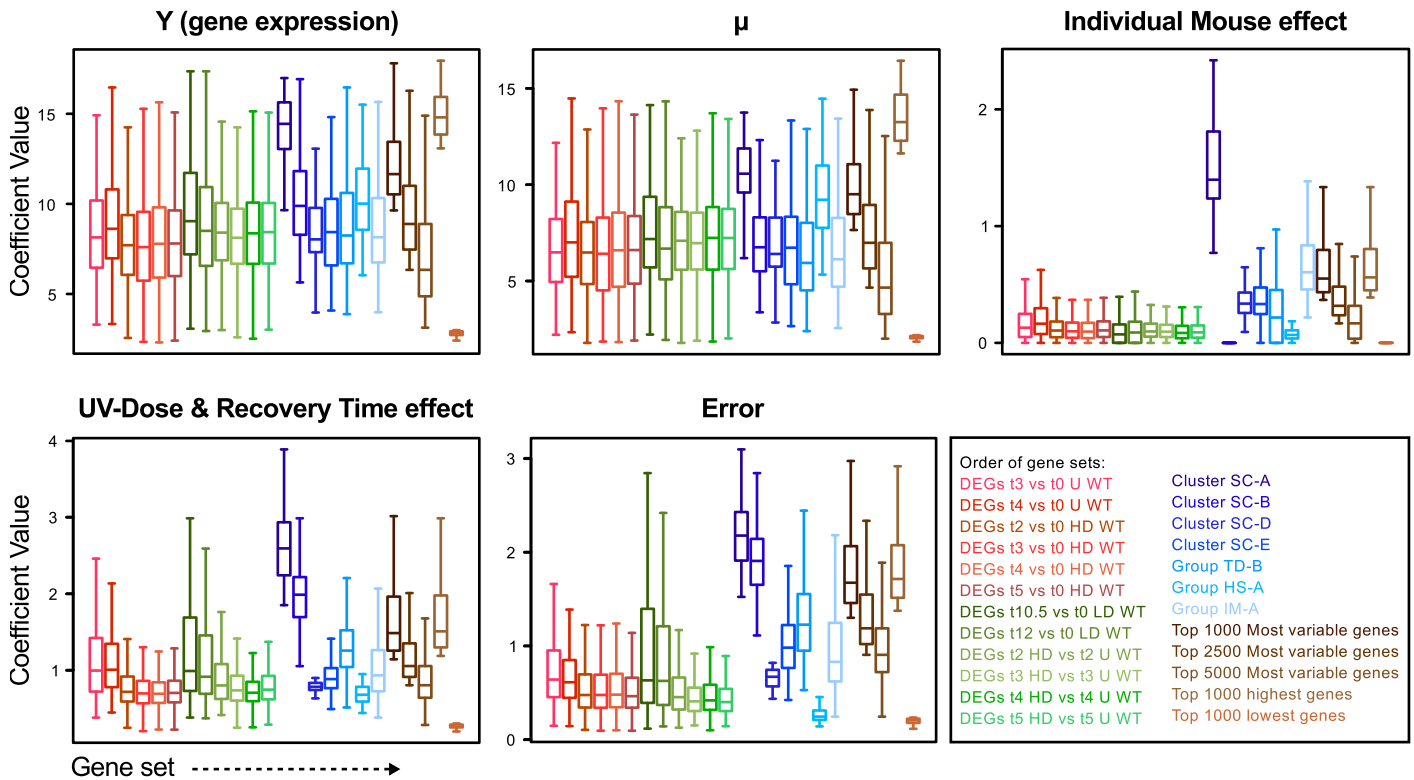 Y (gene expression)
μ
Individual Mouse effect
Coefficient Value
15
10
5
15
10
5
2
1
0
UV-Dose & Recovery Time effect
Error
Coefficient Value
4
3
2
1
3
2
1
0
Order of gene sets:
DEGs t3 vs t0 U WT
DEGs t4 vs t0 U WT
DEGs t2 vs t0 HD WT
DEGs t3 vs t0 HD WT
DEGs t4 vs t0 HD WT
DEGs t5 vs t0 HD WT
DEGs t10.5 vs t0 LD WT
DEGs t12 vs t0 LD WT
DEGs t2 HD vs t2 U WT
DEGs t3 HD vs t3 U WT
DEGs t4 HD vs t4 U WT
DEGs t5 HD vs t5 U WT
Cluster SC-A
Cluster SC-B
Cluster SC-D
Cluster SC-E
Group TD-B
Group HS-A
Group IM-A
Top 1000 Most variable genes
Top 2500 Most variable genes
Top 5000 Most variable genes
Top 1000 highest genes
Top 1000 lowest genes
Gene set